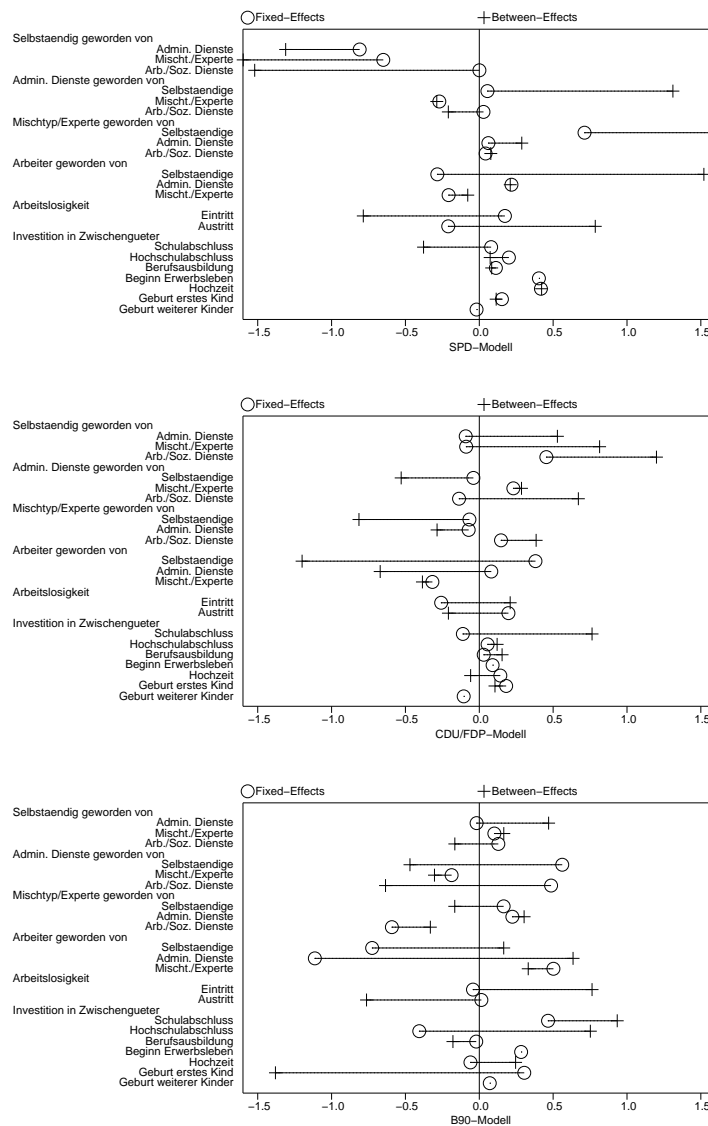 Fixed−Effects Between−Effects
Selbstaendig geworden von
Admin. Dienste
Mischt./Experte
Arb./Soz. Dienste
Admin. Dienste geworden von
Selbstaendige
Mischt./Experte
Arb./Soz. Dienste
Mischtyp/Experte geworden von
Selbstaendige
Admin. Dienste
Arb./Soz. Dienste
Arbeiter geworden von
Selbstaendige
Admin. Dienste
Mischt./Experte
Arbeitslosigkeit
Eintritt
Austritt
Investition in Zwischengueter
Schulabschluss
Hochschulabschluss
Berufsausbildung
Beginn Erwerbsleben
Hochzeit
Geburt erstes Kind
Geburt weiterer Kinder
−1.5 −1.0 −0.5 0.0 0.5 1.0 1.5
SPD−Modell
Fixed−Effects Between−Effects
Selbstaendig geworden von
Admin. Dienste
Mischt./Experte
Arb./Soz. Dienste
Admin. Dienste geworden von
Selbstaendige
Mischt./Experte
Arb./Soz. Dienste
Mischtyp/Experte geworden von
Selbstaendige
Admin. Dienste
Arb./Soz. Dienste
Arbeiter geworden von
Selbstaendige
Admin. Dienste
Mischt./Experte
Arbeitslosigkeit
Eintritt
Austritt
Investition in Zwischengueter
Schulabschluss
Hochschulabschluss
Berufsausbildung
Beginn Erwerbsleben
Hochzeit
Geburt erstes Kind
Geburt weiterer Kinder
−1.5 −1.0 −0.5 0.0 0.5 1.0 1.5
CDU/FDP−Modell
Fixed−Effects Between−Effects
Selbstaendig geworden von
Admin. Dienste
Mischt./Experte
Arb./Soz. Dienste
Admin. Dienste geworden von
Selbstaendige
Mischt./Experte
Arb./Soz. Dienste
Mischtyp/Experte geworden von
Selbstaendige
Admin. Dienste
Arb./Soz. Dienste
Arbeiter geworden von
Selbstaendige
Admin. Dienste
Mischt./Experte
Arbeitslosigkeit
Eintritt
Austritt
Investition in Zwischengueter
Schulabschluss
Hochschulabschluss
Berufsausbildung
Beginn Erwerbsleben
Hochzeit
Geburt erstes Kind
Geburt weiterer Kinder
−1.5 −1.0 −0.5 0.0 0.5 1.0 1.5
B90−Modell